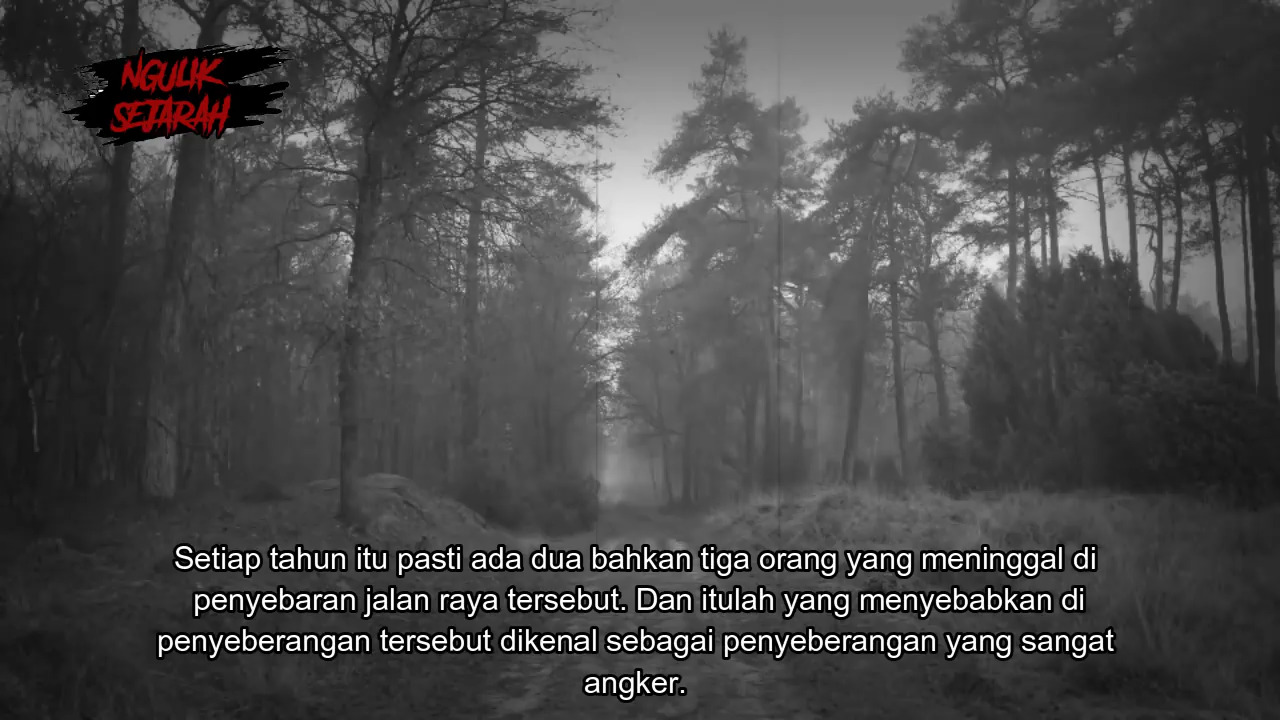 NGULIK
SEJARAH
Setiap tahun itu pasti ada dua bahkan tiga orang yang meninggal di
penyebaran jalan raya tersebut. Dan itulah yang menyebabkan di
penyeberangan tersebut dikenal sebagai penyeberangan yang sangat
angker.